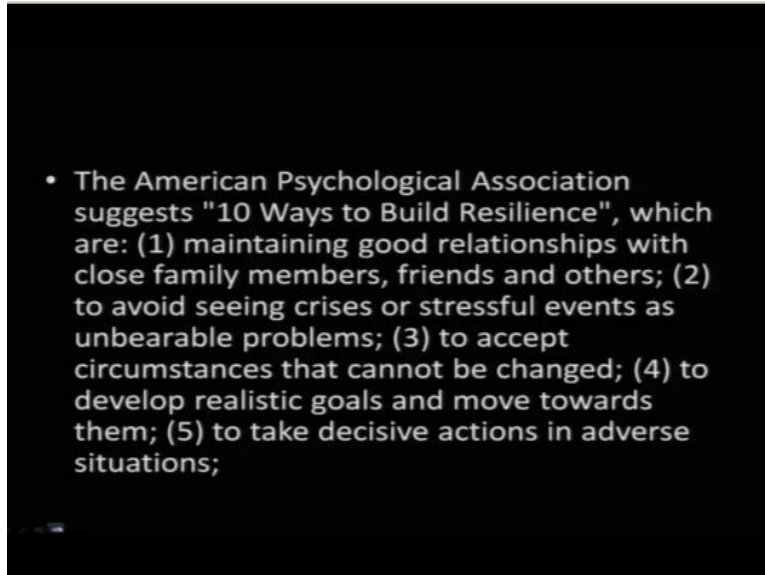 • The American Psychological Association
suggests "10 Ways to Build Resilience", which
are: (1) maintaining good relationships with
close family members, friends and others; (2)
to avoid seeing crises or stressful events as
unbearable problems; (3) to accept
circumstances that cannot be changed; (4) to
develop realistic goals and move towards
them; (5) to take decisive actions in adverse
situations;